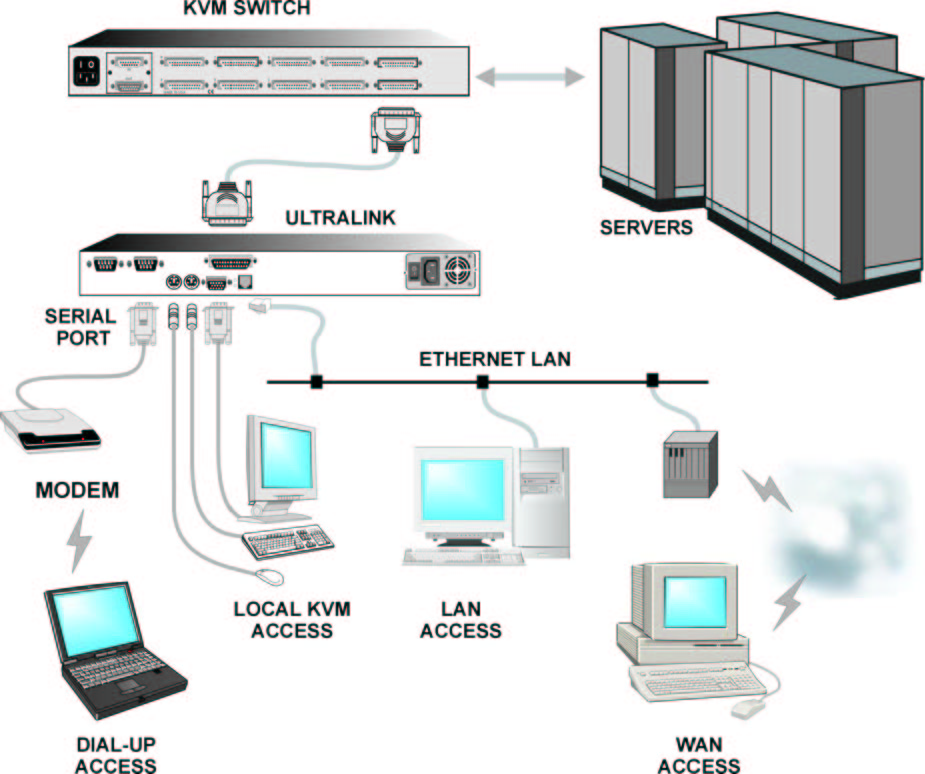 KVM SWITCH
SERVERS
ULTRALINK
SERIAL
PORT
ETHERNET LAN
MODEM
LOCAL KVM
ACCESS
LAN
ACCESS
DIAL-UP
ACCESS
WAN
ACCESS